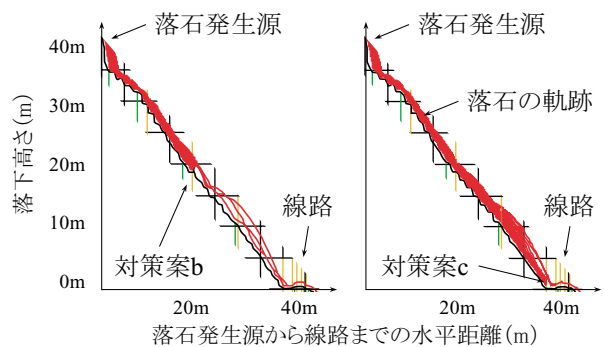 落石発生源
落石発生源
40m
30m
20m
10m
0m
落下高さ(m)
落石の軌跡
線路
線路
対策案b
対策案c
20m
40m
20m
40m
落石発生源から線路までの水平距離(m)